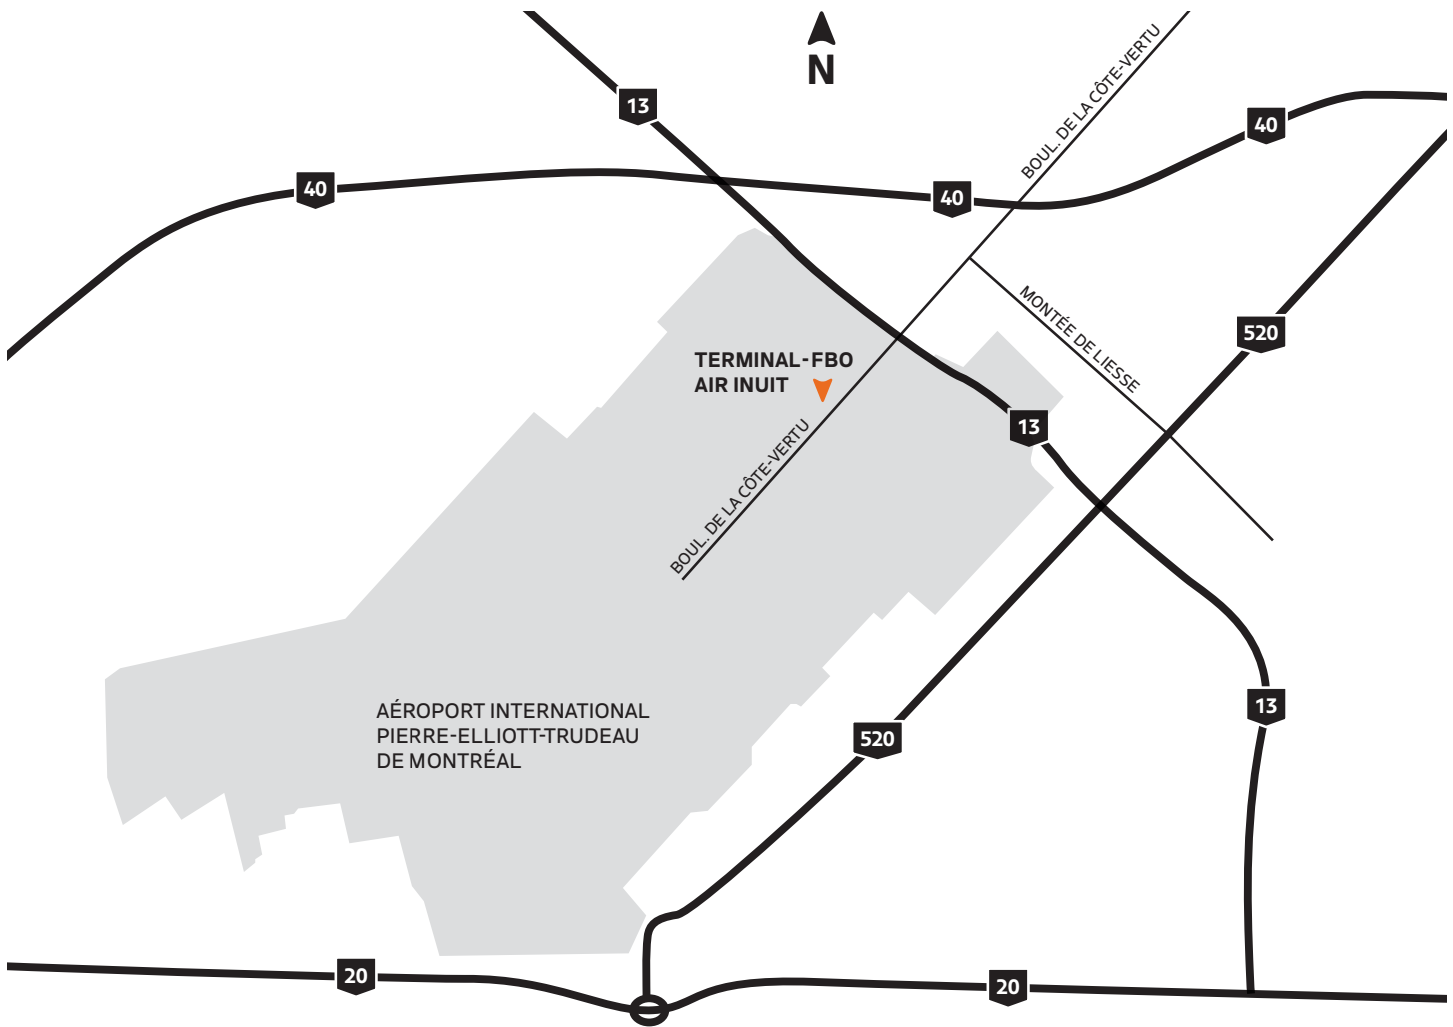 N
13
BOUL. DE LA CÔTE-VERTU
40
40
40
MONTÉE DE LIESSE
520
TERMINAL-FBO
AIR INUIT
13
BOUL. DE LA CÔTE-VERTU
AÉROPORT INTERNATIONAL
PIERRE-ELLIOTT-TRUDEAU
DE MONTRÉAL
13
520
20
20